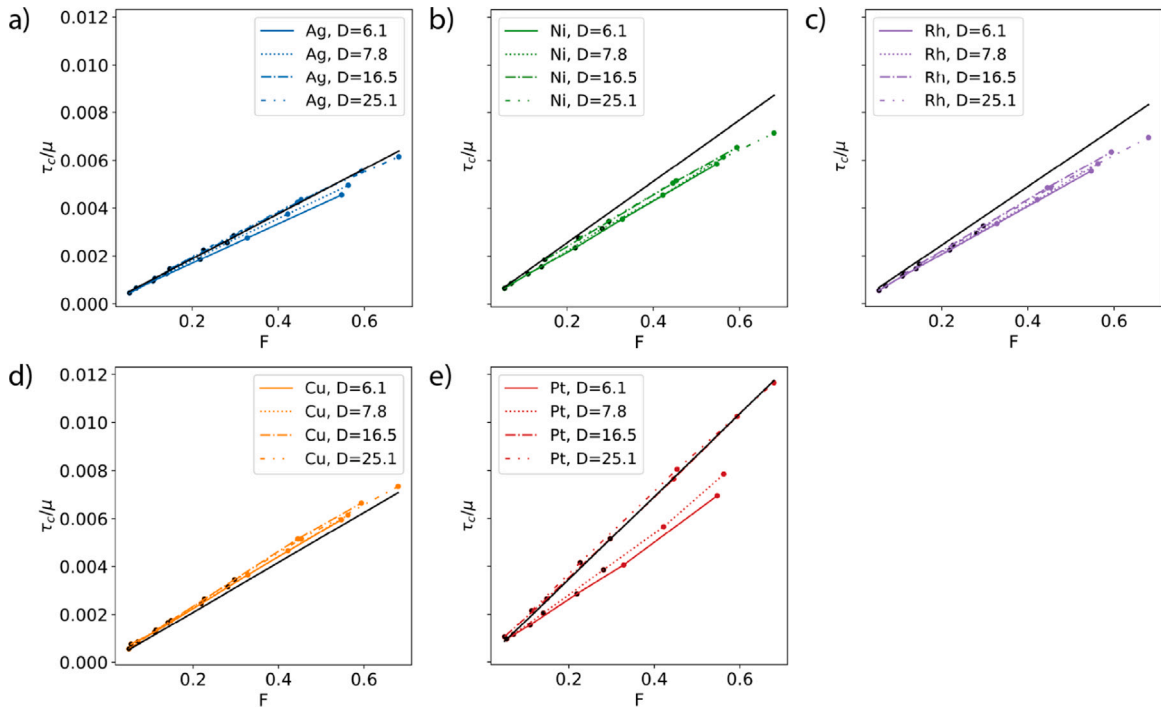 a)
0.012
0.010
0.008
0.006
0.004
0.002
0.000
τc/μ
Ag, D=6.1
Ag, D=7.8
Ag, D=16.5
Ag, D=25.1
0.2 0.4 0.6
F
b)
τc/μ
Ni, D=6.1
Ni, D=7.8
Ni, D=16.5
Ni, D=25.1
0.2 0.4 0.6
F
c)
τc/μ
Rh, D=6.1
Rh, D=7.8
Rh, D=16.5
Rh, D=25.1
0.2 0.4 0.6
F
d)
0.012
0.010
0.008
0.006
0.004
0.002
0.000
τc/μ
Cu, D=6.1
Cu, D=7.8
Cu, D=16.5
Cu, D=25.1
0.2 0.4 0.6
F
e)
τc/μ
Pt, D=6.1
Pt, D=7.8
Pt, D=16.5
Pt, D=25.1
0.2 0.4 0.6
F